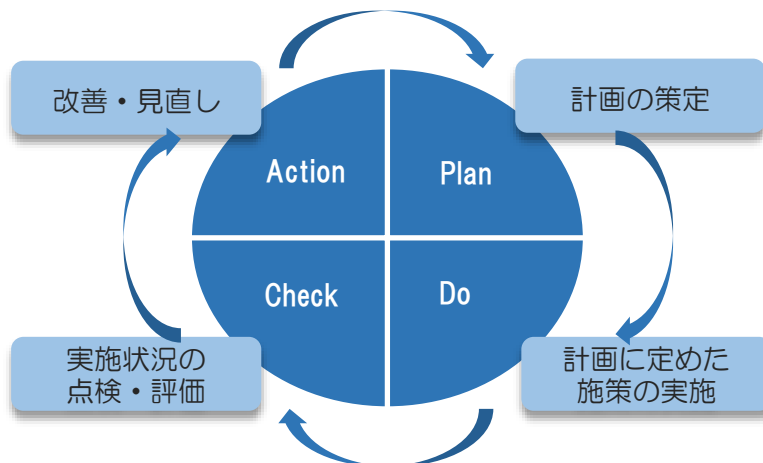 改善・見直し
計画の策定
Action
Plan
Check
Do
実施状況の
点検・評価
計画に定めた
施策の実施